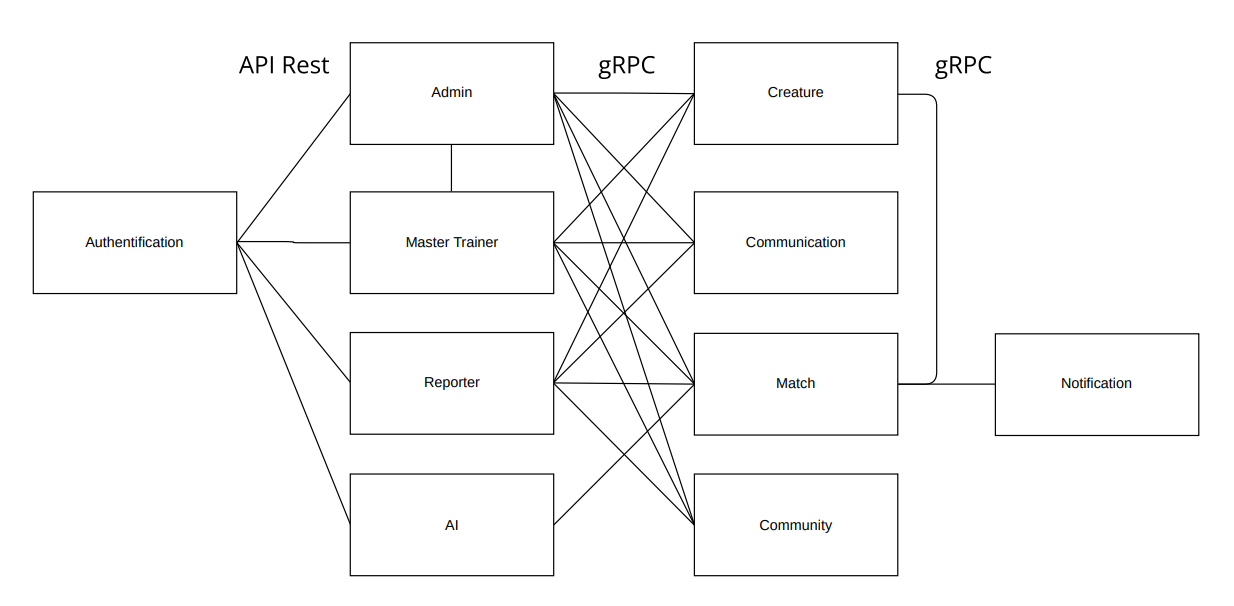 API Rest
gRPC
gRPC
Admin
Creature
Authentification
Master Trainer
Communication
Reporter
Match
Notification
AI
Community